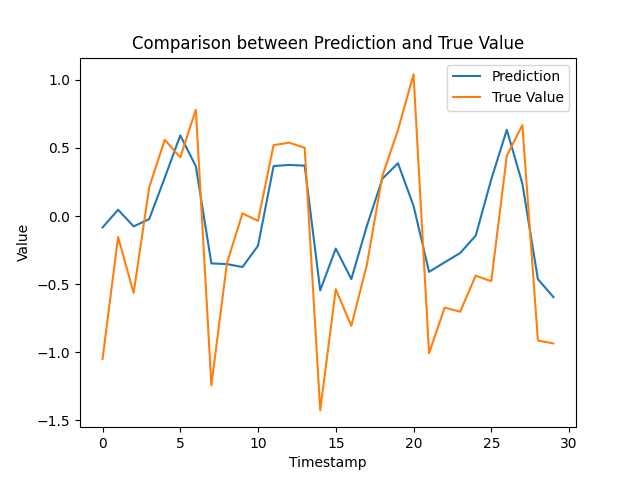 Comparison between Prediction and True Value
Prediction
True Value
1.0
0.5
0.0
−0.5
−1.0
−1.5
Value
0 5 10 15 20 25 30
Timestamp